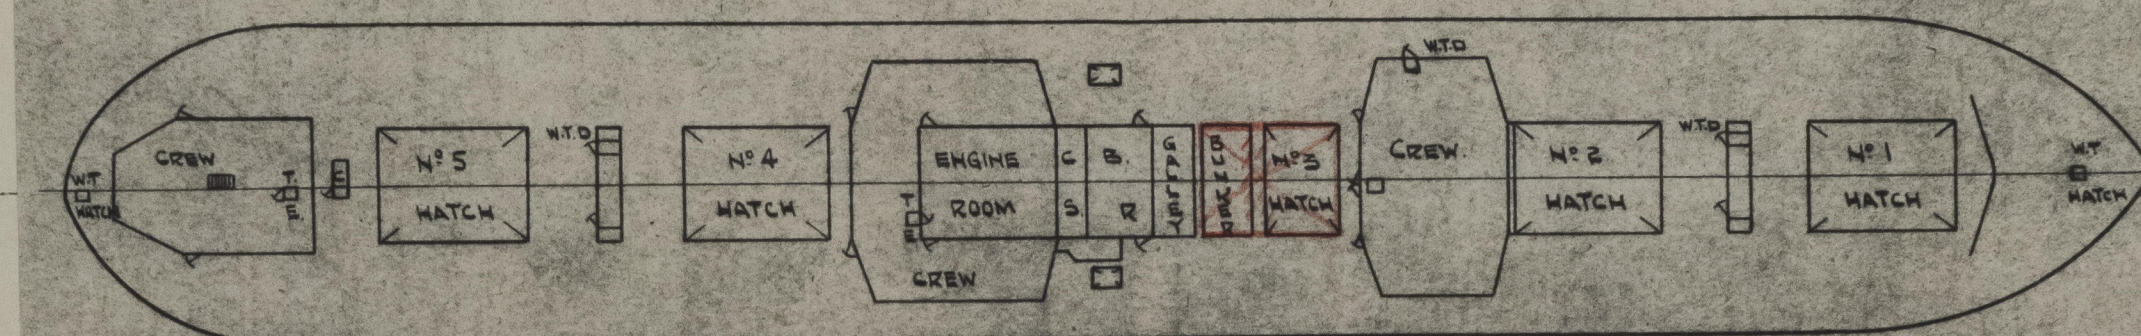 W.T
HATCH
CREW
T.
E.
E
Nº 5
HATCH
W.T.D
Nº 4
HATCH
T
E
ENGINE
ROOM
CREW
C
S.
B.
R
GALLEY
BUNKER
Nº 3
HATCH
W.T.D
CREW.
Nº 2
HATCH
W.T.D
Nº 1
HATCH
W.T
HATCH